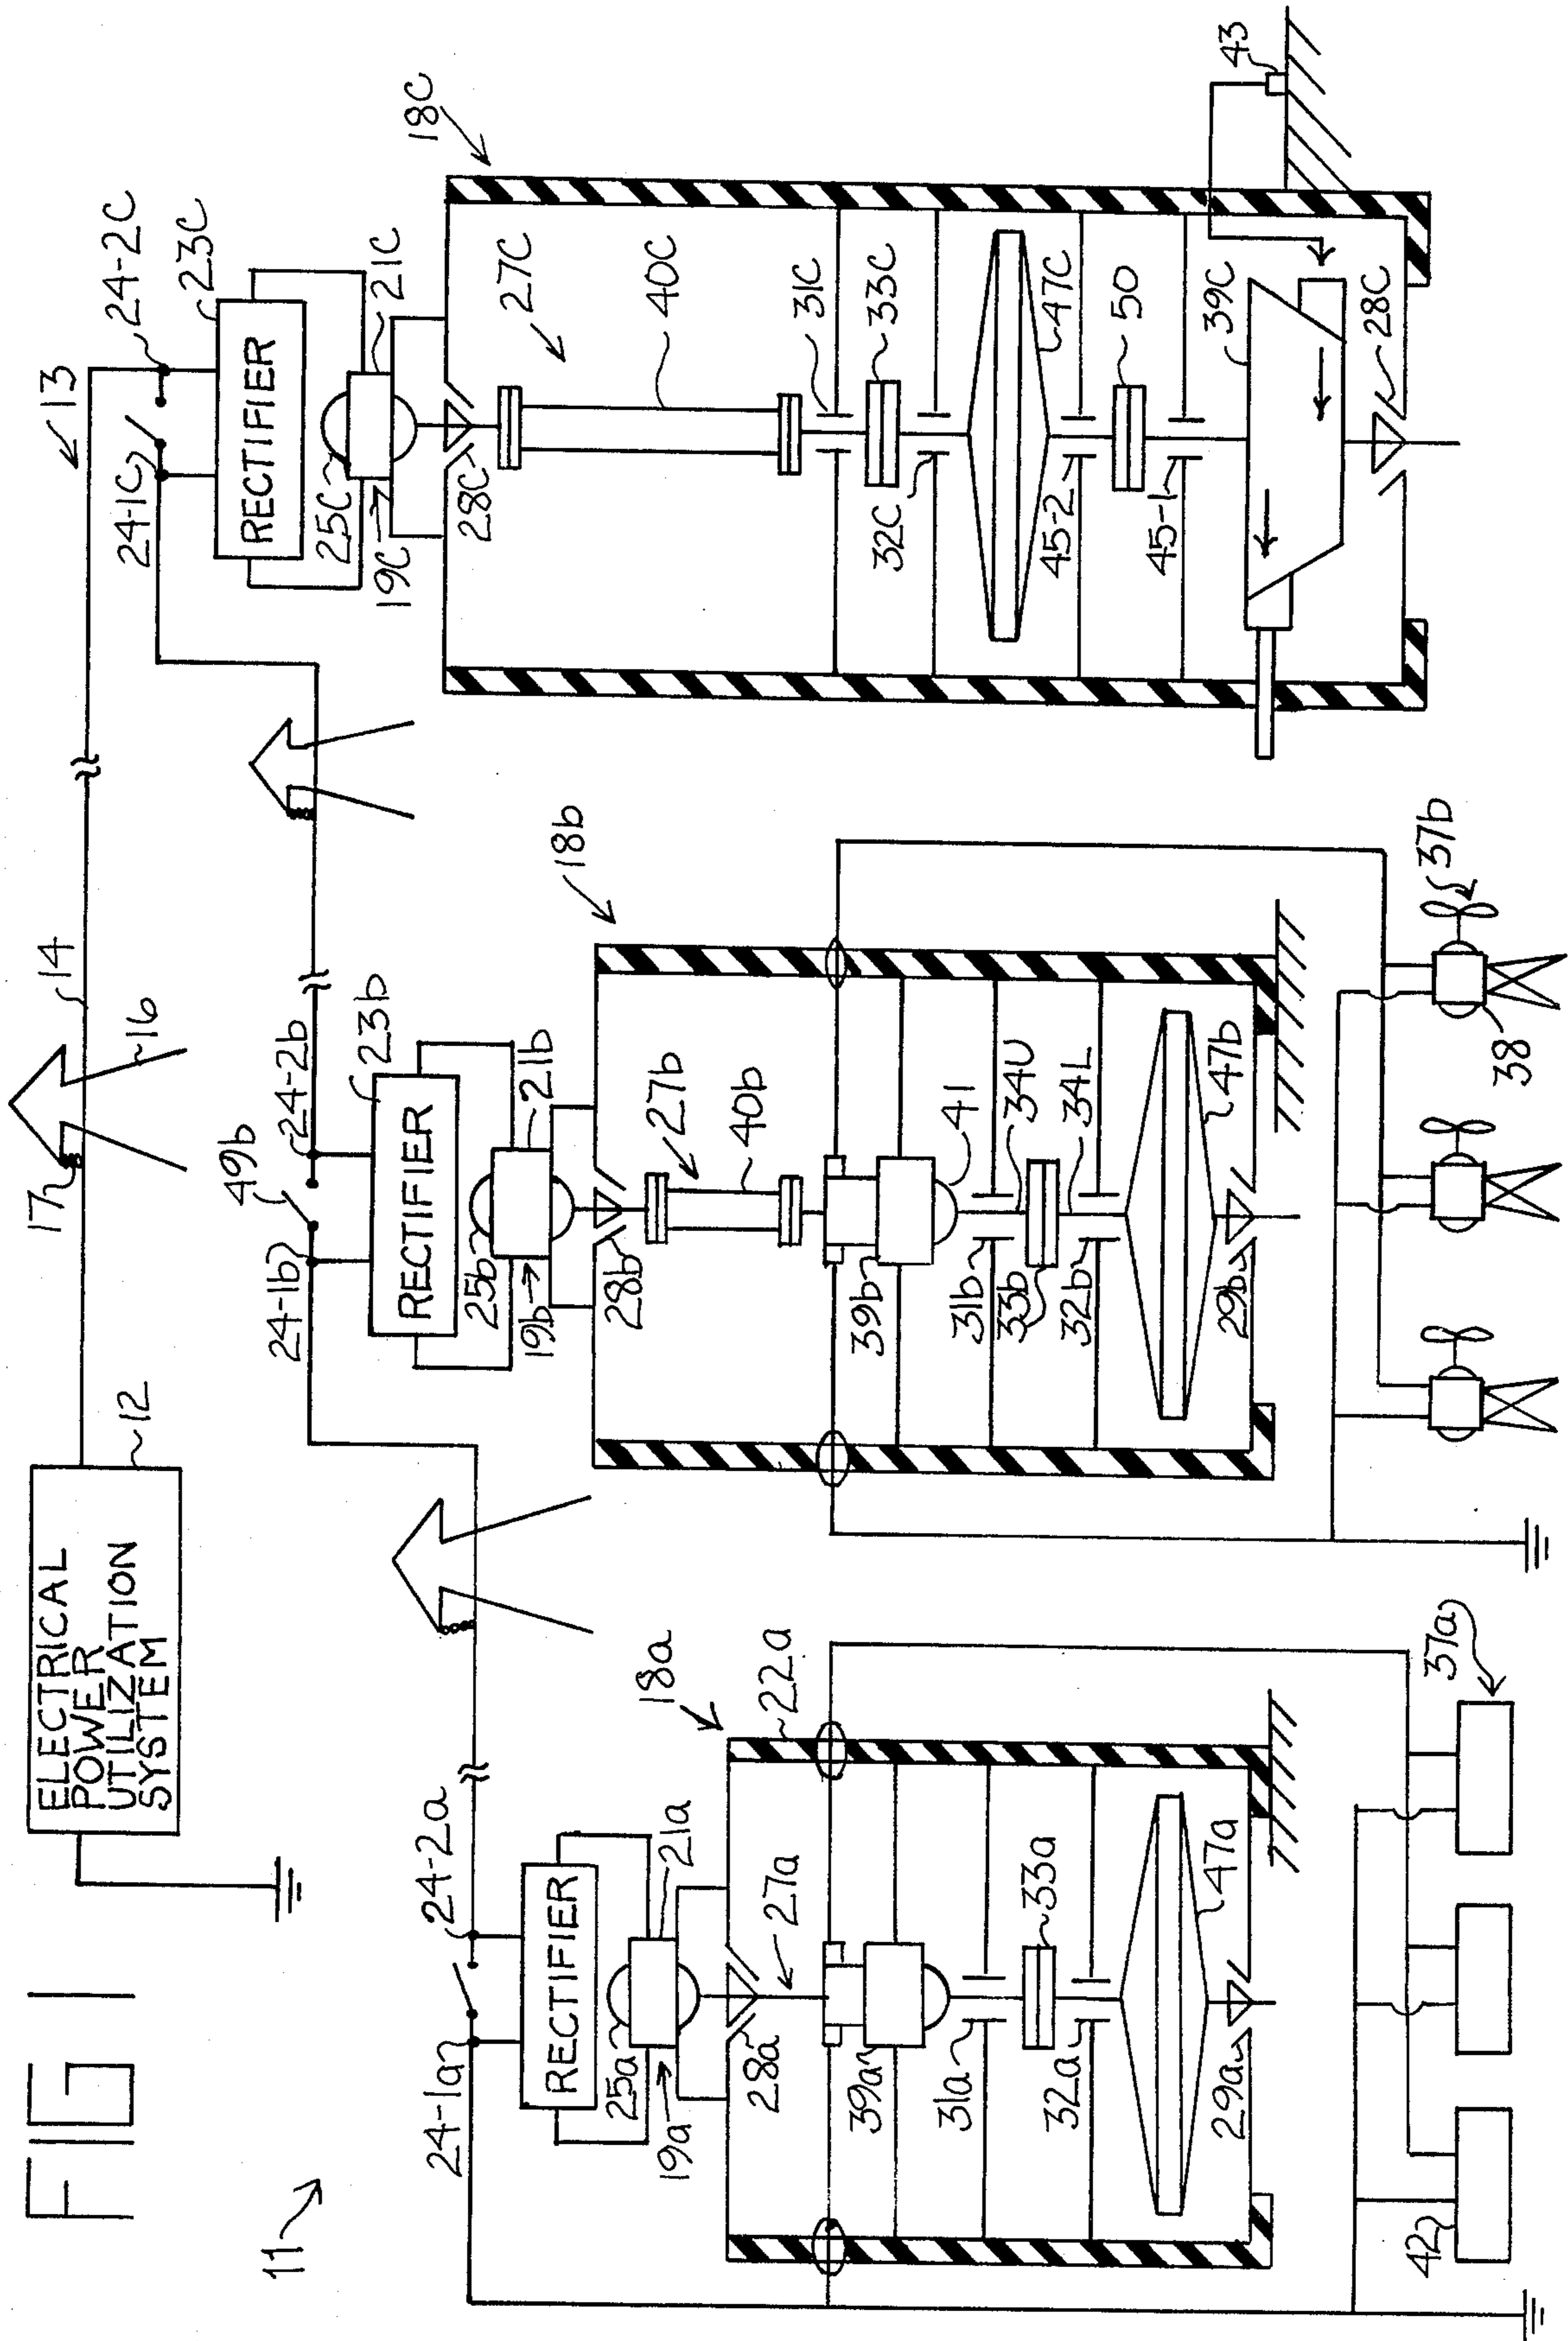 FIG 1
11
ELECTRICAL
POWER
UTILIZATION
SYSTEM
12
17
16
14
13
24-1a
24-2a
RECTIFIER
25a
19a
21a
18a
22a
28a
27a
39a
31a
33a
32a
47a
29a
42
37a
49b
24-1b
24-2b
23b
RECTIFIER
25b
19b
21b
18b
28b
27b
40b
39b
41
31b
34U
33b
34L
32b
47b
29b
37b
38
24-1C
24-2C
23C
RECTIFIER
25C
19C
21C
18C
28C
27C
40C
31C
33C
32C
47C
45-2
50
45-1
39C
28C
43